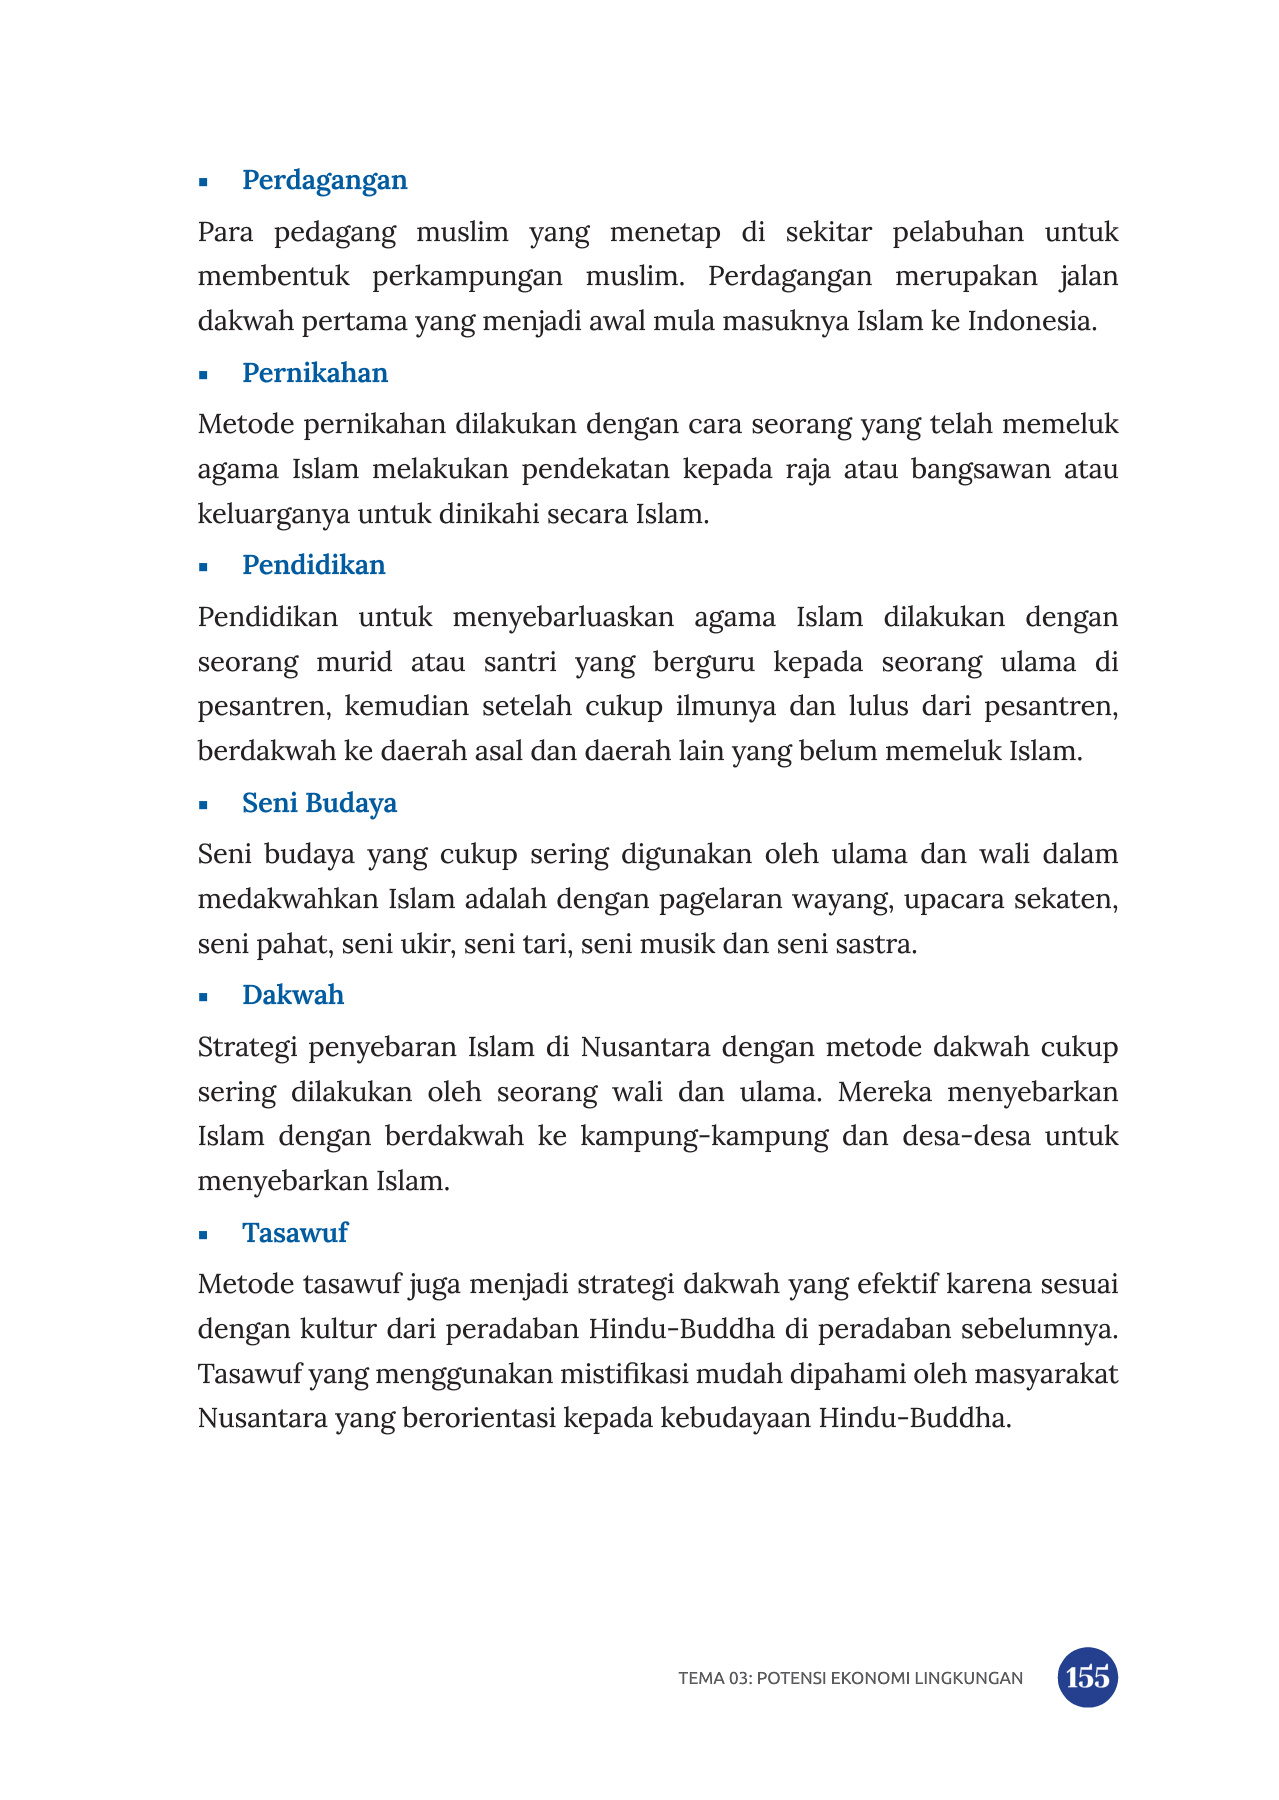 ▪ Perdagangan
Para pedagang muslim yang menetap di sekitar pelabuhan untuk
membentuk perkampungan muslim. Perdagangan merupakan jalan
dakwah pertama yang menjadi awal mula masuknya Islam ke Indonesia.
▪ Pernikahan
Metode pernikahan dilakukan dengan cara seorang yang telah memeluk
agama Islam melakukan pendekatan kepada raja atau bangsawan atau
keluarganya untuk dinikahi secara Islam.
▪ Pendidikan
Pendidikan untuk menyebarluaskan agama Islam dilakukan dengan
seorang murid atau santri yang berguru kepada seorang ulama di
pesantren, kemudian setelah cukup ilmunya dan lulus dari pesantren,
berdakwah ke daerah asal dan daerah lain yang belum memeluk Islam.
▪ Seni Budaya
Seni budaya yang cukup sering digunakan oleh ulama dan wali dalam
medakwahkan Islam adalah dengan pagelaran wayang, upacara sekaten,
seni pahat, seni ukir, seni tari, seni musik dan seni sastra.
▪ Dakwah
Strategi penyebaran Islam di Nusantara dengan metode dakwah cukup
sering dilakukan oleh seorang wali dan ulama. Mereka menyebarkan
Islam dengan berdakwah ke kampung-kampung dan desa-desa untuk
menyebarkan Islam.
▪ Tasawuf
Metode tasawuf juga menjadi strategi dakwah yang efektif karena sesuai
dengan kultur dari peradaban Hindu-Buddha di peradaban sebelumnya.
Tasawuf yang menggunakan mistifikasi mudah dipahami oleh masyarakat
Nusantara yang berorientasi kepada kebudayaan Hindu-Buddha.
TEMA 03: POTENSI EKONOMI LINGKUNGAN 155